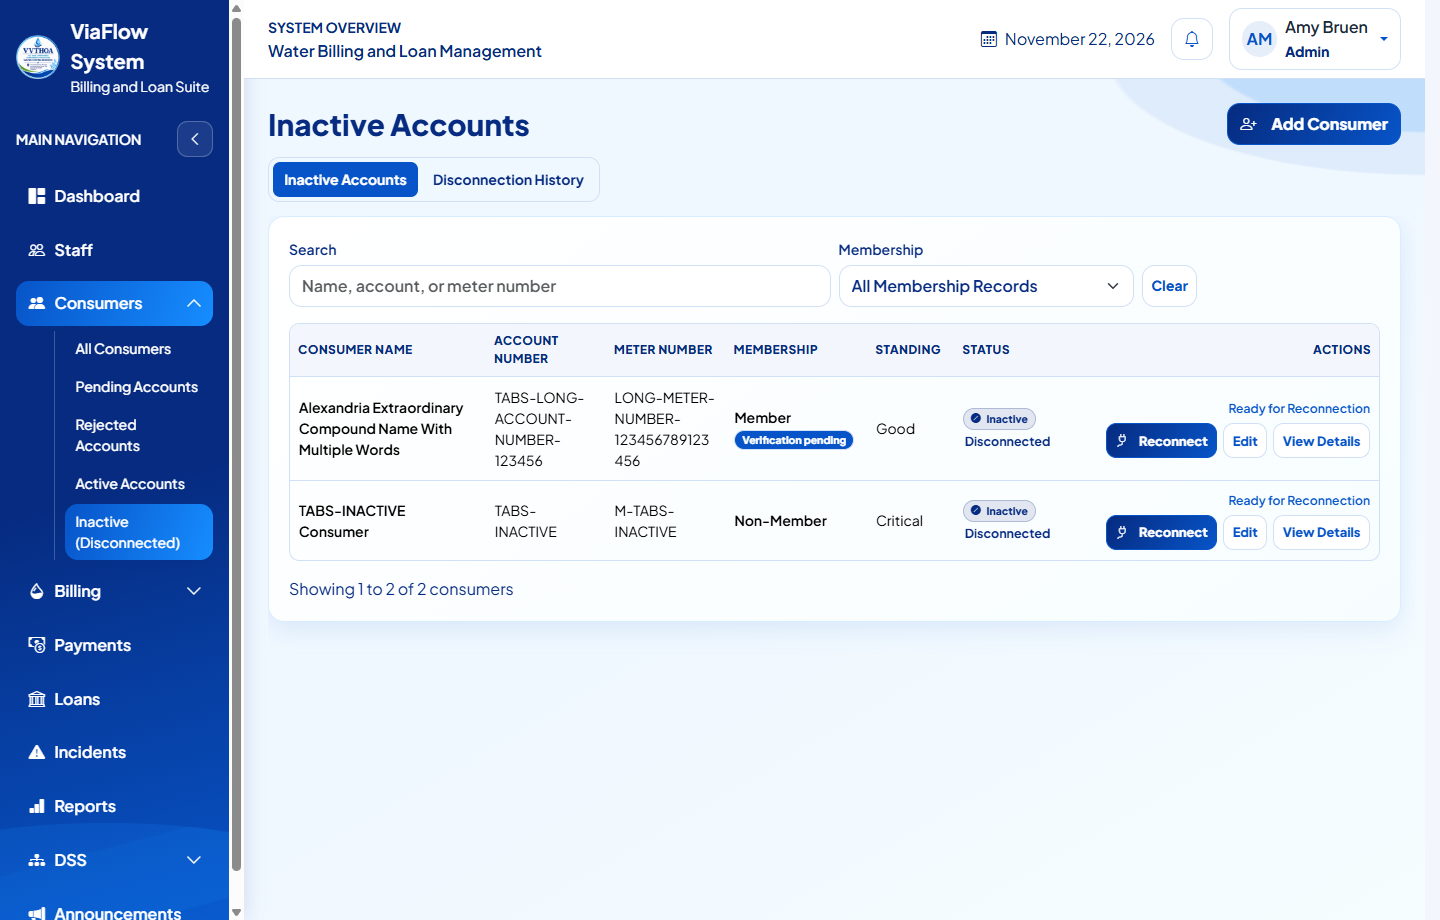 VVTHOA
ViaFlow
System
Billing and Loan Suite
MAIN NAVIGATION
Dashboard
Staff
Consumers
All Consumers
Pending Accounts
Rejected
Accounts
Active Accounts
Inactive
(Disconnected)
Billing
Payments
Loans
Incidents
Reports
DSS
Announcements
SYSTEM OVERVIEW
Water Billing and Loan Management
November 22, 2026
AM
Amy Bruen
Admin
Inactive Accounts
Add Consumer
Inactive Accounts
Disconnection History
Search
Membership
Name, account, or meter number
All Membership Records
Clear
CONSUMER NAME
ACCOUNT
NUMBER
METER NUMBER
MEMBERSHIP
STANDING
STATUS
ACTIONS
Alexandria Extraordinary
Compound Name With
Multiple Words
TABS-LONG-
ACCOUNT-
NUMBER-
123456
LONG-METER-
NUMBER-
123456789123
456
Member
Verification pending
Good
Inactive
Disconnected
Ready for Reconnection
Reconnect
Edit
View Details
TABS-INACTIVE
Consumer
TABS-
INACTIVE
M-TABS-
INACTIVE
Non-Member
Critical
Inactive
Disconnected
Ready for Reconnection
Reconnect
Edit
View Details
Showing 1 to 2 of 2 consumers